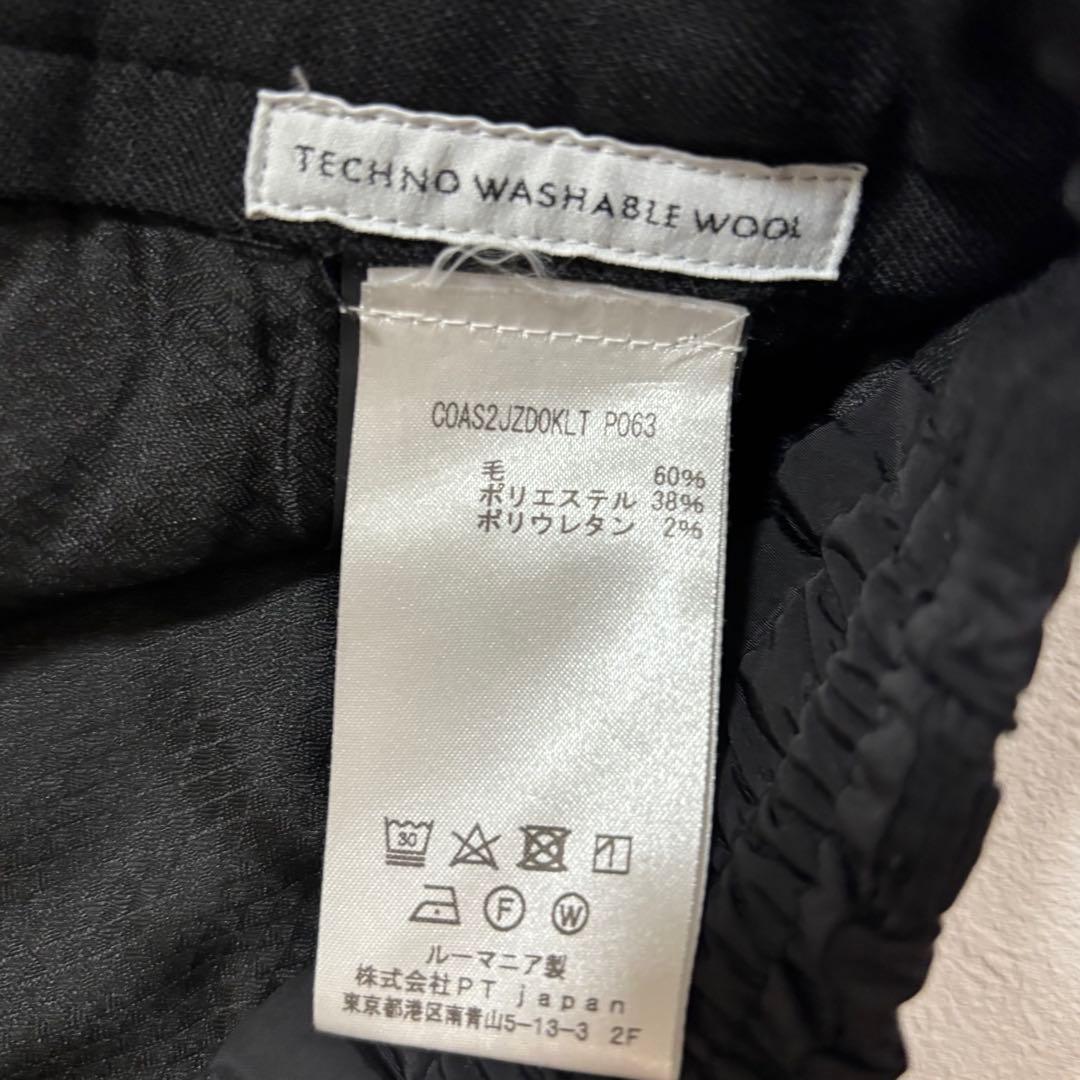 TECHNO WASHABLE WOOL
COAS2JZD0KLT P063
毛 60%
ポリエステル 38%
ポリウレタン 2%
30
F W
ルーマニア製
株式会社PT japan
東京都港区南青山5-13-3 2F